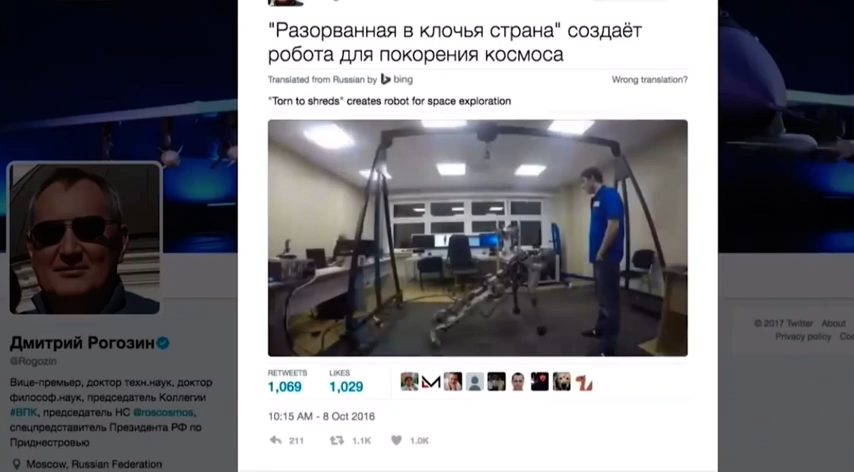 "Разорванная в клочья страна" создаёт
робота для покорения космоса
Translated from Russian by bing
Wrong translation?
"Torn to shreds" creates robot for space exploration
RETWEETS
LIKES
1,069
1,029
10:15 AM - 8 Oct 2016
211
1.1K
1.0K
Дмитрий Рогозин
@Rogozin
Вице-премьер, доктор техн.наук, доктор
философ.наук, председатель Коллегии
#ВПК, председатель НС @roscosmos,
спецпредставитель Президента РФ по
Приднестровью
Moscow, Russian Federation
© 2017 Twitter About
Privacy policy